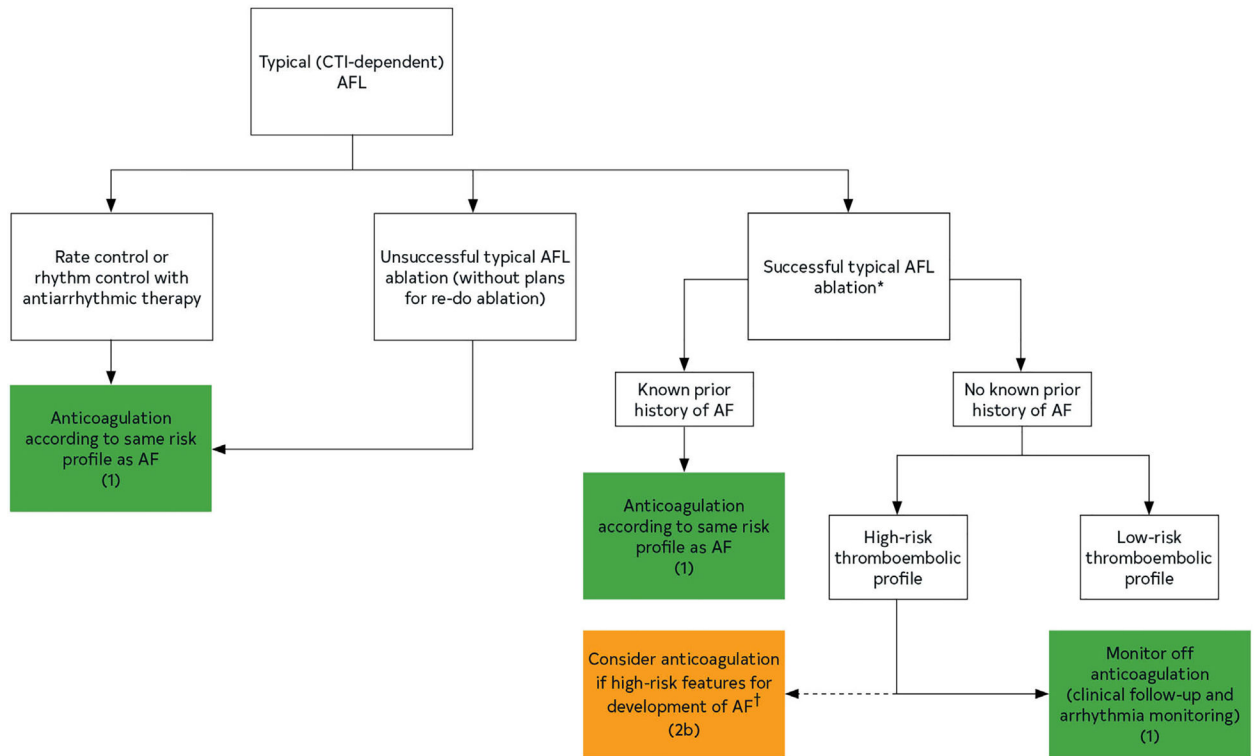 Typical (CTI-dependent)
AFL
Rate control or
rhythm control with
antiarrhythmic therapy
Unsuccessful typical AFL
ablation (without plans
for re-do ablation)
Successful typical AFL
ablation*
Anticoagulation
according to same risk
profile as AF
(1)
Known prior
history of AF
No known prior
history of AF
Anticoagulation
according to same risk
profile as AF
(1)
High-risk
thromboembolic
profile
Low-risk
thromboembolic
profile
Consider anticoagulation
if high-risk features for
development of AF†
(2b)
Monitor off
anticoagulation
(clinical follow-up and
arrhythmia monitoring)
(1)